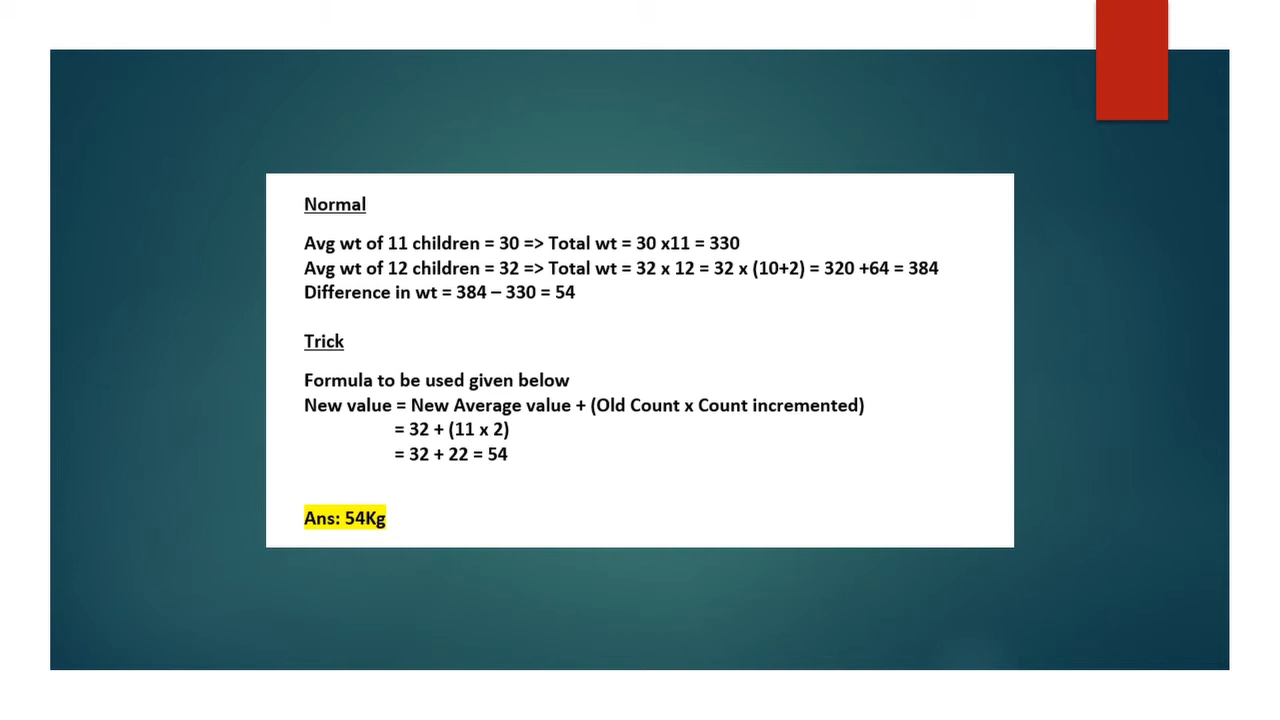 Normal
Avg wt of 11 children = 30 => Total wt = 30 x11 = 330
Avg wt of 12 children = 32 => Total wt = 32 x 12 = 32 x (10+2) = 320 +64 = 384
Difference in wt = 384 – 330 = 54
Trick
Formula to be used given below
New value = New Average value + (Old Count x Count incremented)
= 32 + (11 x 2)
= 32 + 22 = 54
Ans: 54Kg